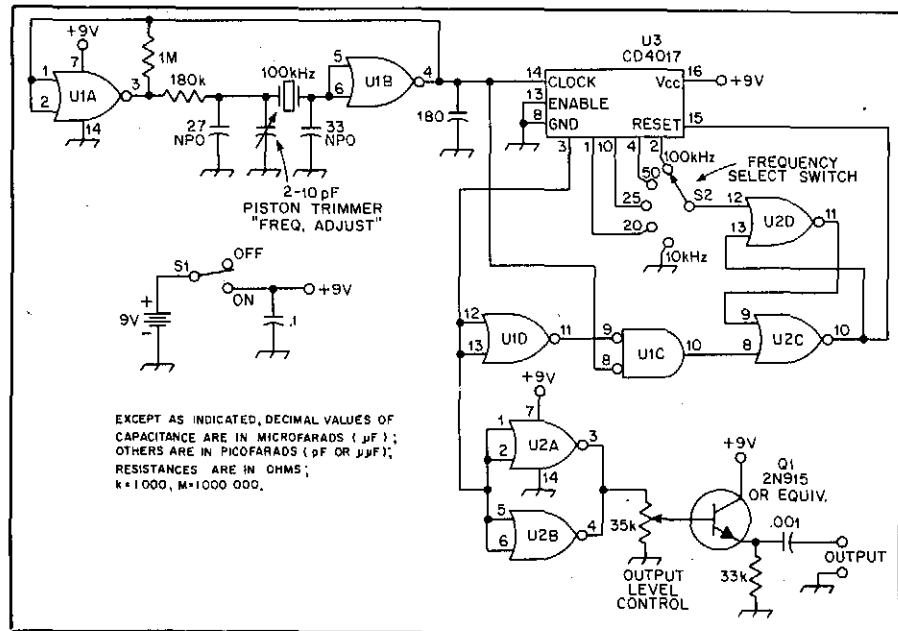 +9V
7
1
2
U1A
3
14
1M
180k
27
NPO
100kHz
33
NPO
2-10 pF
PISTON TRIMMER
"FREQ. ADJUST"
5
6
U1B
4
180
U3
CD4017
14
CLOCK
13
ENABLE
8
GND
Vcc
16
+9V
RESET
15
3
1
10
4
2
100kHz
50
25
20
10kHz
S2
FREQUENCY
SELECT SWITCH
12
13
U2D
11
S1
OFF
ON
+9V
+
9V
-
.1
12
13
U1D
11
9
8
U1C
10
9
8
U2C
10
EXCEPT AS INDICATED, DECIMAL VALUES OF
CAPACITANCE ARE IN MICROFARADS (µF);
OTHERS ARE IN PICOFARADS (pF OR µµF);
RESISTANCES ARE IN OHMS;
k=1000, M=1000 000.
+9V
7
1
2
U2A
3
14
5
6
U2B
4
35k
OUTPUT
LEVEL
CONTROL
+9V
Q1
2N915
OR EQUIV.
.001
33k
OUTPUT